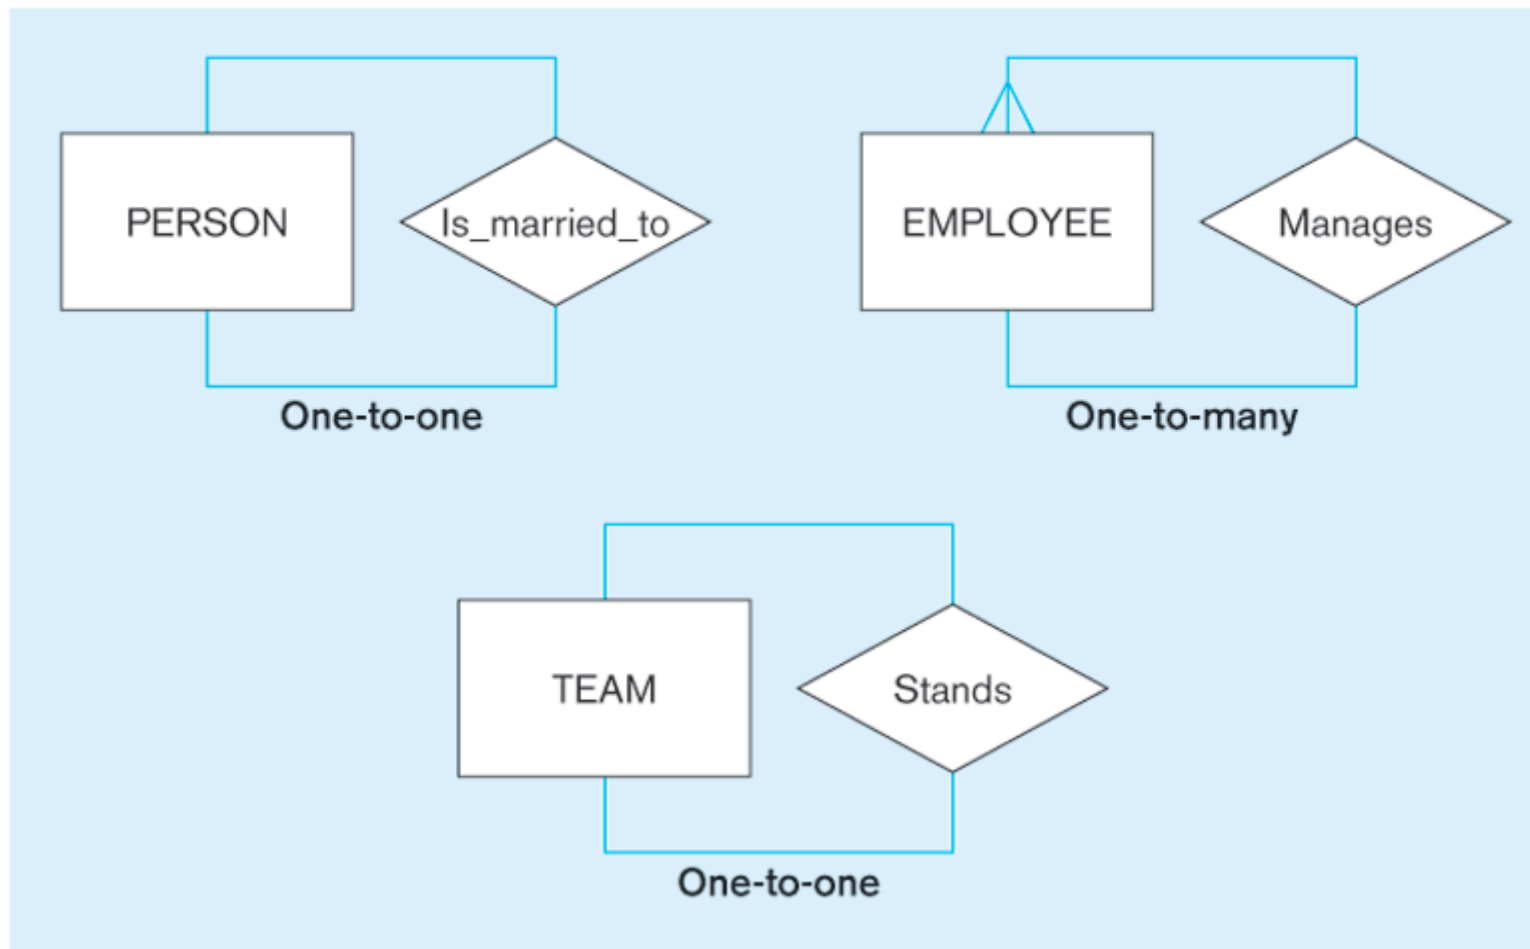 PERSON
Is_married_to
EMPLOYEE
Manages
One-to-one
One-to-many
TEAM
Stands
One-to-one